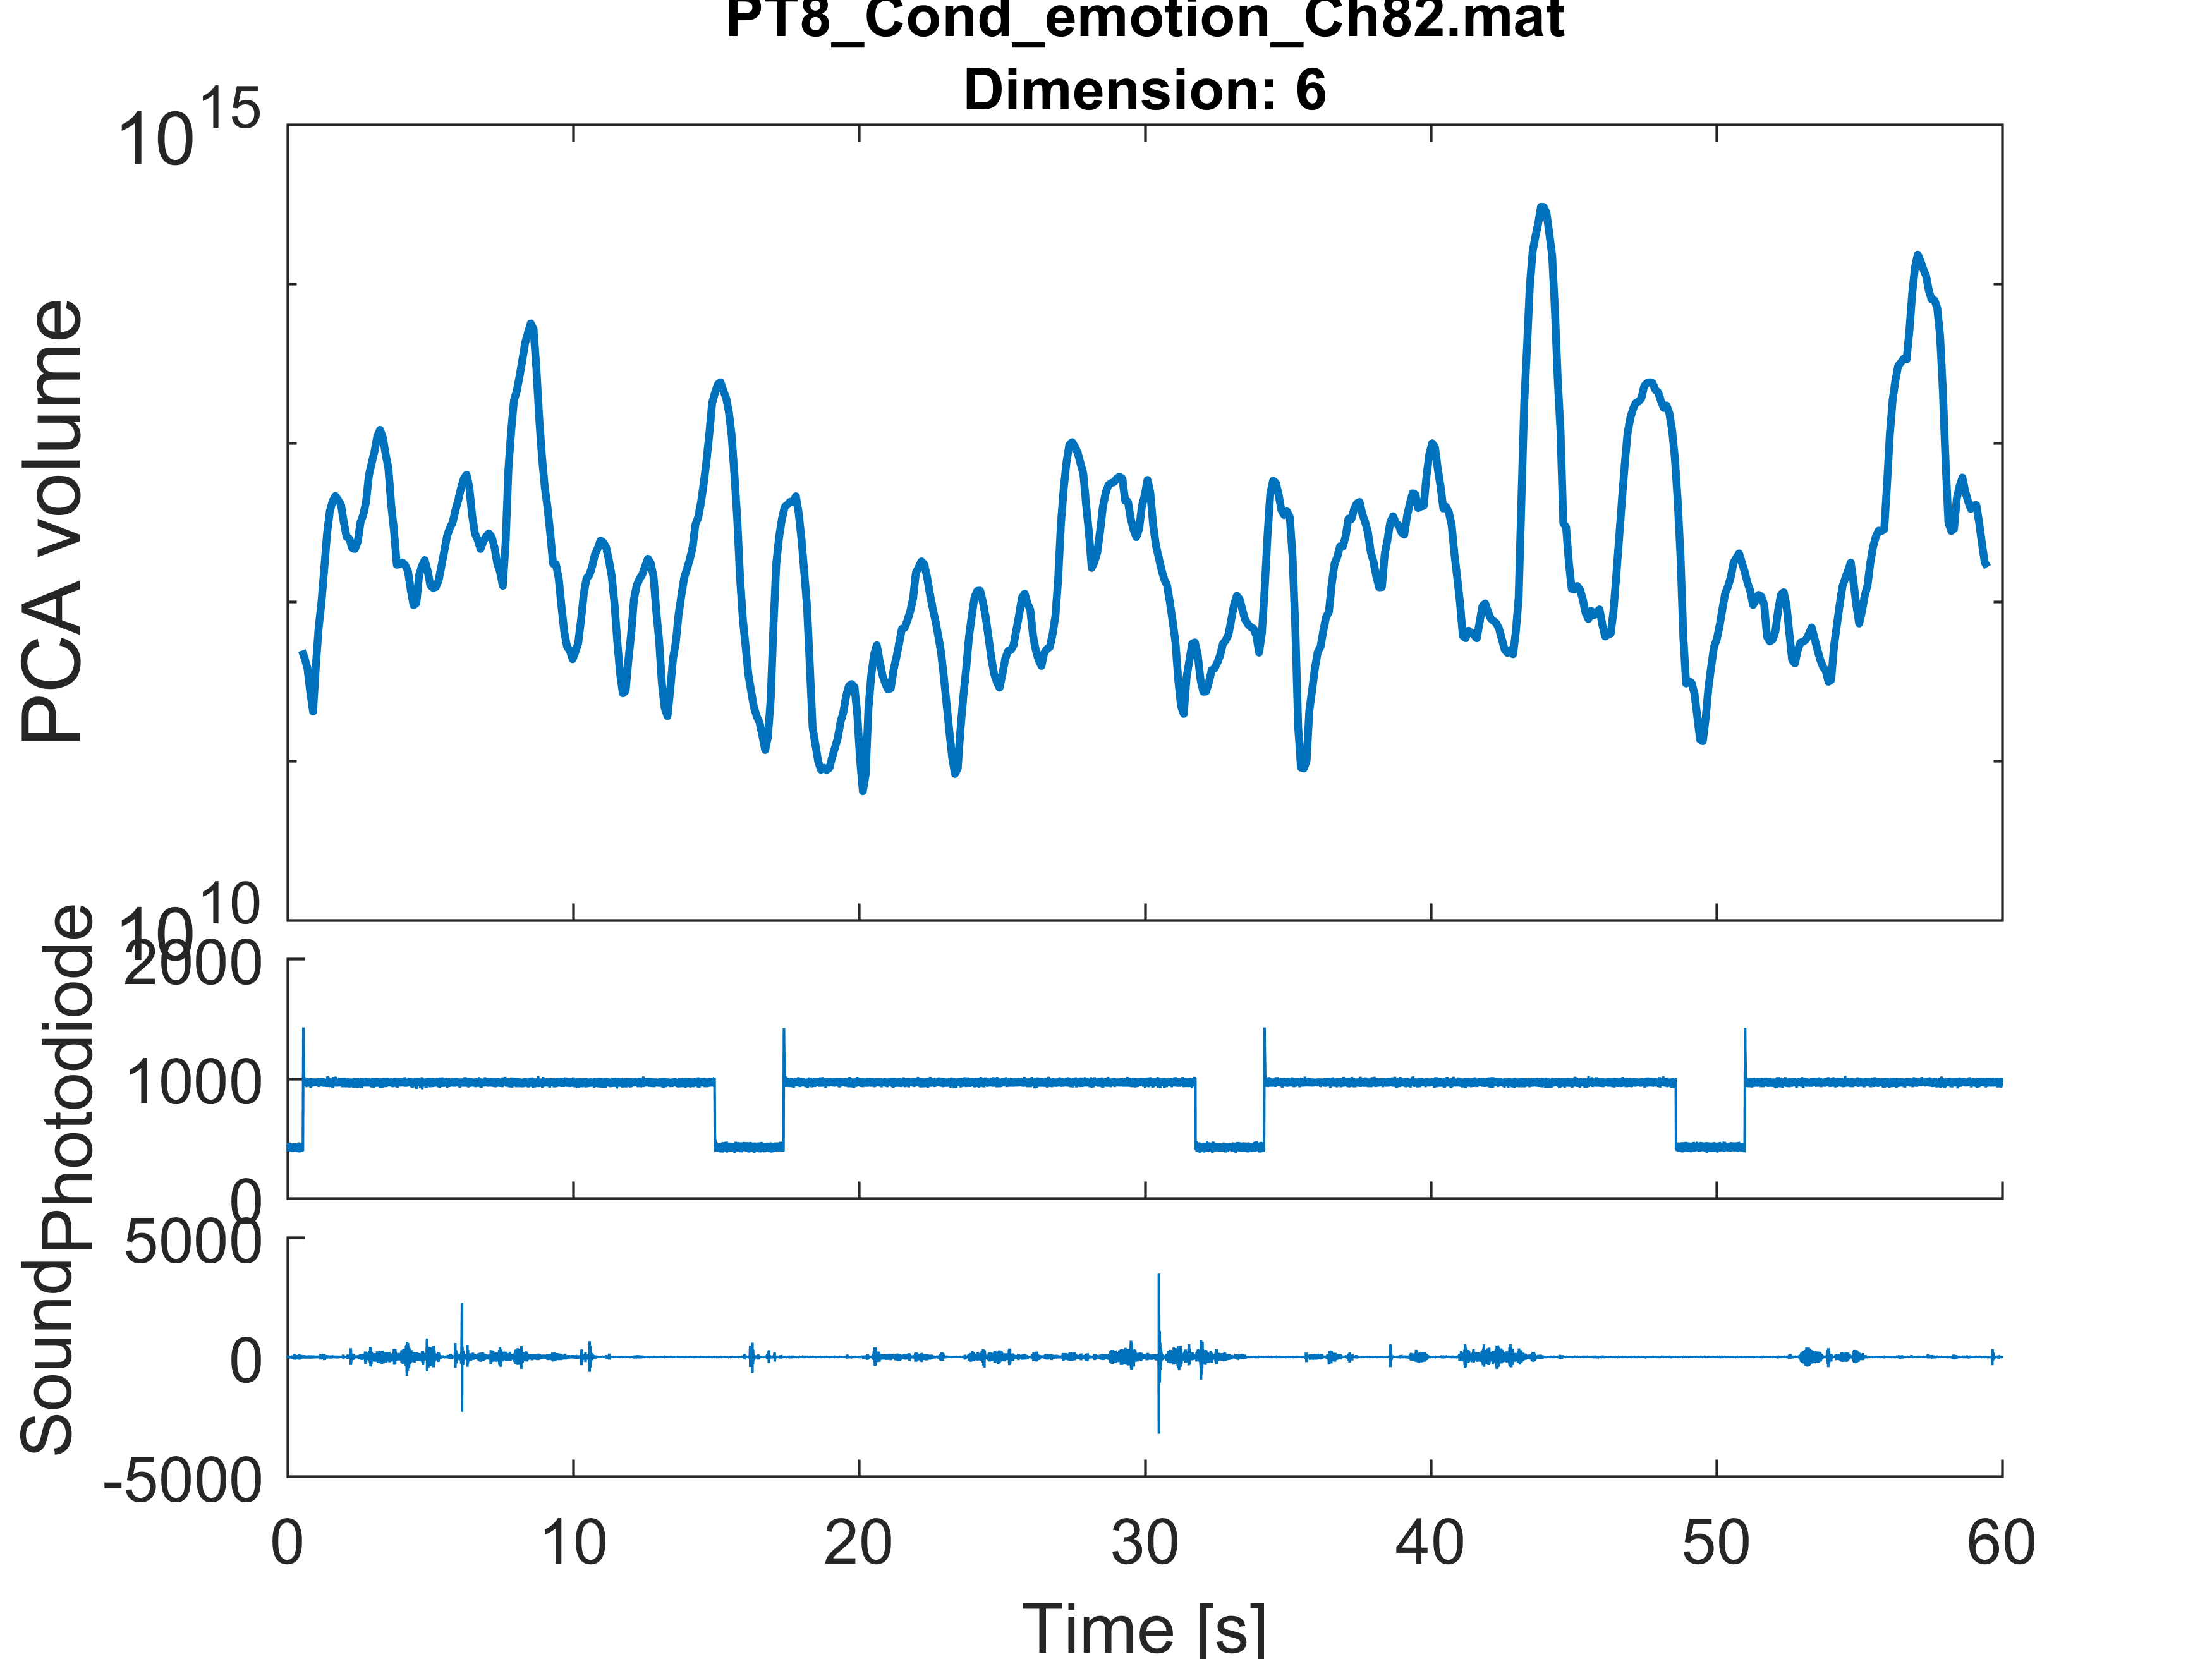 PT8_Cond_emotion_Ch82.mat
Dimension: 6
10^15
PCA volume
10^10
2000
Photodiode
1000
0
5000
Sound
0
-5000
0 10 20 30 40 50 60
Time [s]